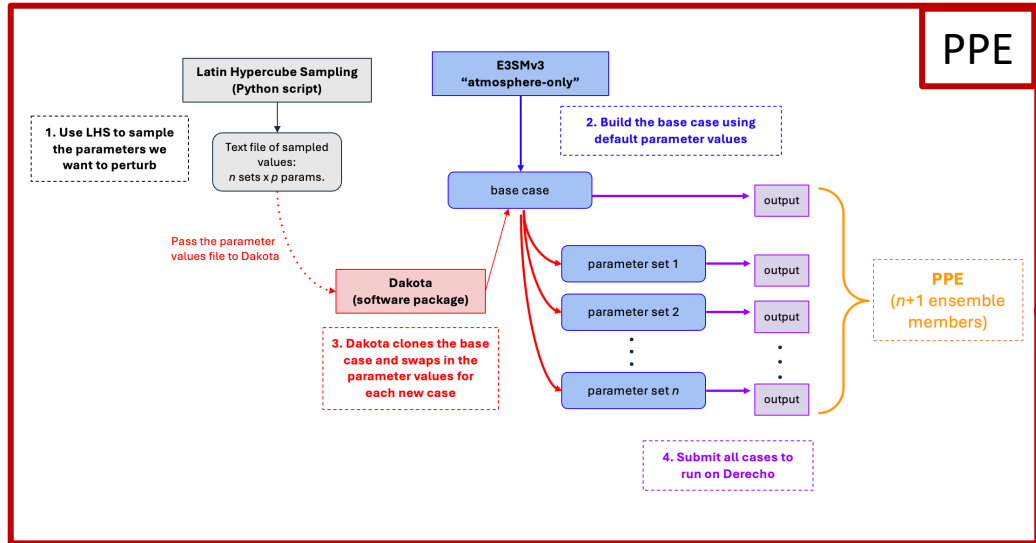 PPE
Latin Hypercube Sampling
(Python script)
E3SMv3
“atmosphere-only”
1. Use LHS to sample
the parameters we
want to perturb
2. Build the base case using
default parameter values
Text file of sampled
values:
n sets x p params.
base case
output
Pass the parameter
values file to Dakota
Dakota
(software package)
parameter set 1
output
parameter set 2
output
PPE
(n+1 ensemble
members)
3. Dakota clones the base
case and swaps in the
parameter values for
each new case
parameter set n
output
4. Submit all cases to
run on Derecho